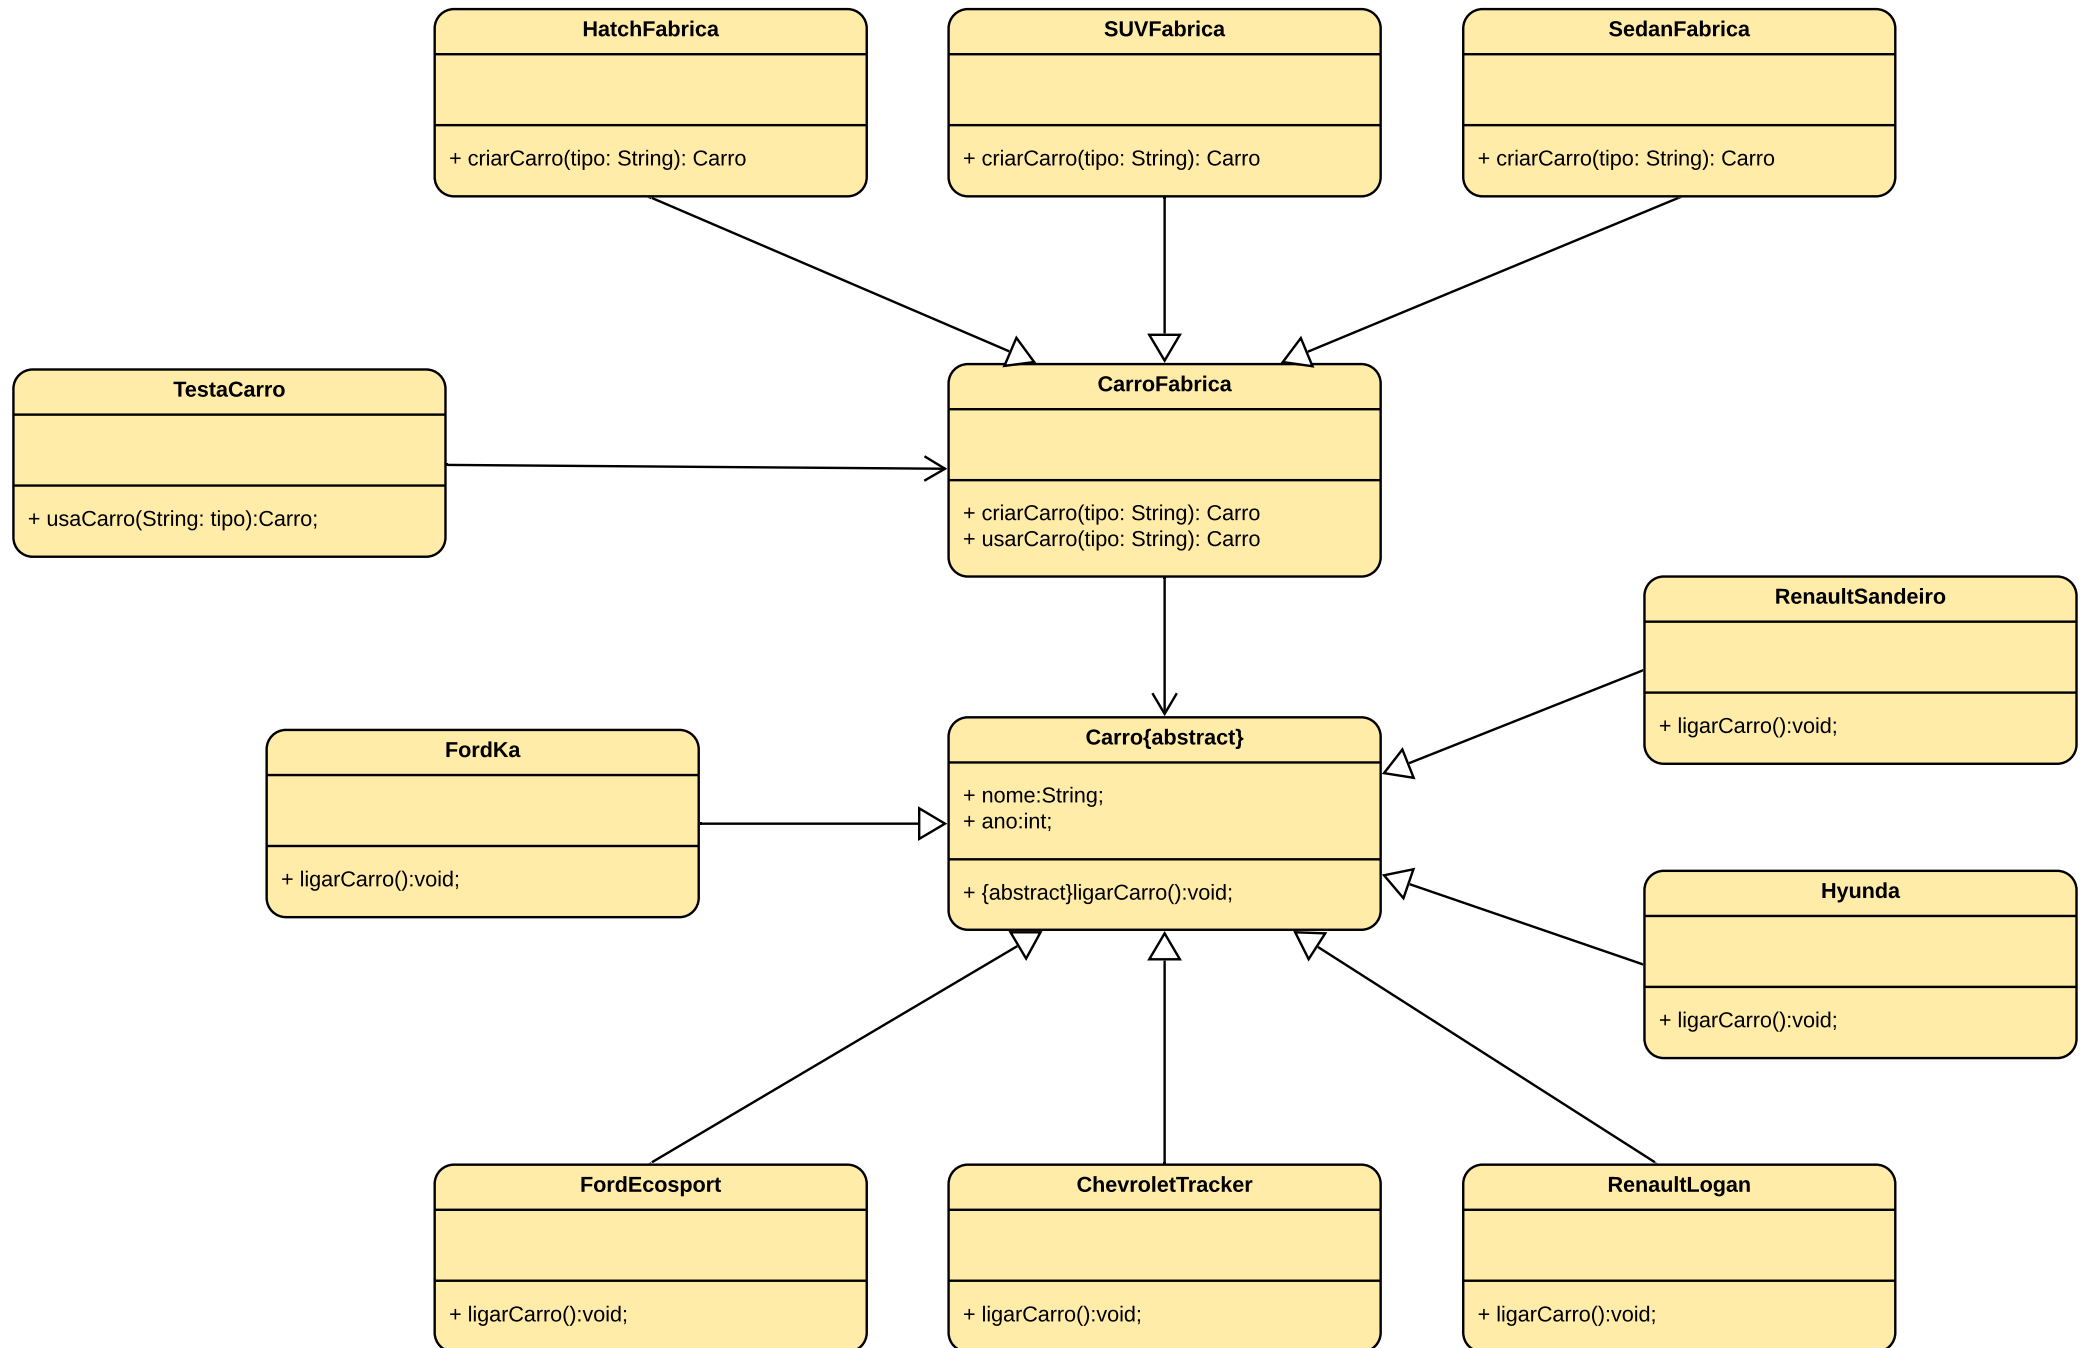 HatchFabrica
+ criarCarro(tipo: String): Carro
SUVFabrica
+ criarCarro(tipo: String): Carro
SedanFabrica
+ criarCarro(tipo: String): Carro
TestaCarro
+ usaCarro(String: tipo):Carro;
CarroFabrica
+ criarCarro(tipo: String): Carro
+ usarCarro(tipo: String): Carro
RenaultSandeiro
+ ligarCarro():void;
FordKa
+ ligarCarro():void;
Carro{abstract}
+ nome:String;
+ ano:int;
+ {abstract}ligarCarro():void;
Hyunda
+ ligarCarro():void;
FordEcosport
+ ligarCarro():void;
ChevroletTracker
+ ligarCarro():void;
RenaultLogan
+ ligarCarro():void;